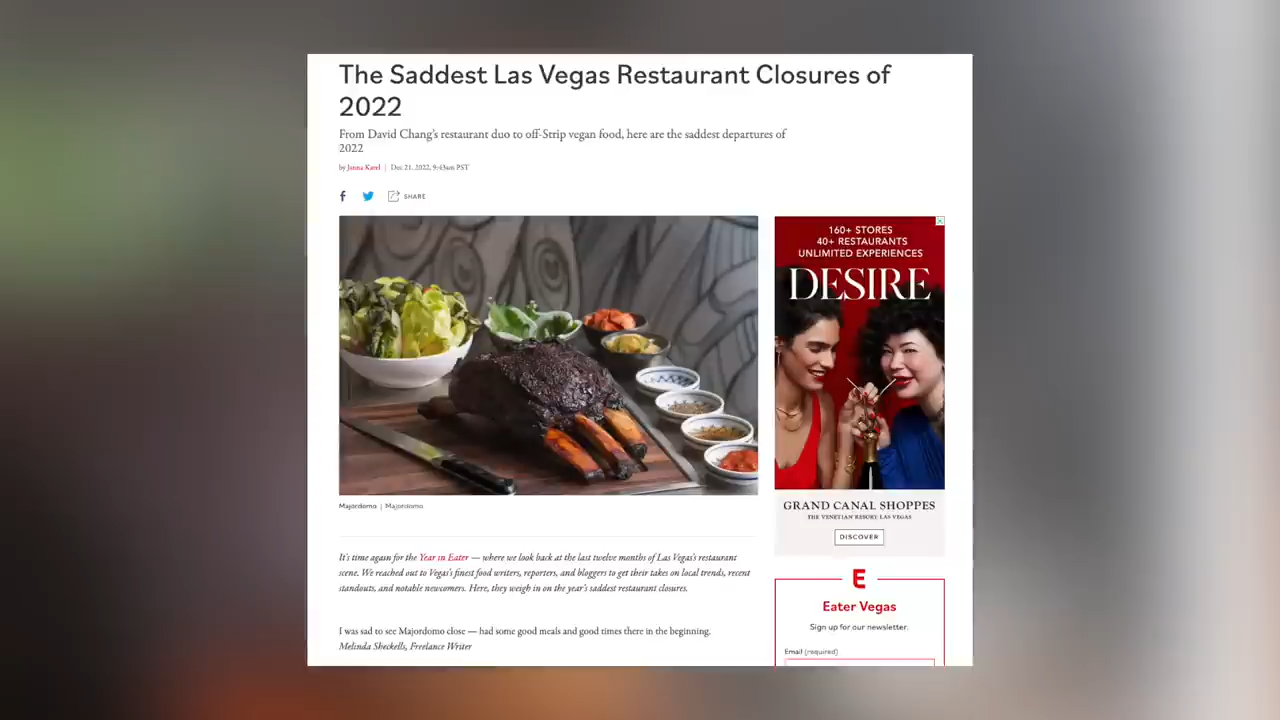 The Saddest Las Vegas Restaurant Closures of
2022
From David Chang's restaurant duo to off-Strip vegan food, here are the saddest departures of
2022
by Janna Karel | Dec 21, 2022, 9:43am PST
SHARE
160+ STORES
40+ RESTAURANTS
UNLIMITED EXPERIENCES
DESIRE
GRAND CANAL SHOPPES
THE VENETIAN RESORT LAS VEGAS
DISCOVER
Majordomo | Majordomo
It's time again for the Year in Eater — where we look back at the last twelve months of Las Vegas's restaurant
scene. We reached out to Vegas's finest food writers, reporters, and bloggers to get their takes on local trends, recent
standouts, and notable newcomers. Here, they weigh in on the year's saddest restaurant closures.
I was sad to see Majordomo close — had some good meals and good times there in the beginning.
Melinda Sheckells, Freelance Writer
E
Eater Vegas
Sign up for our newsletter.
Email (required)